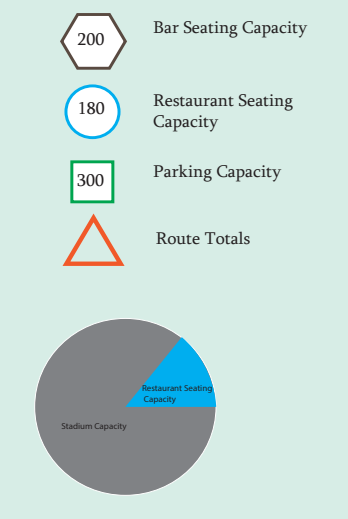 200
Bar Seating Capacity
180
Restaurant Seating
Capacity
300
Parking Capacity
Route Totals
Restaurant Seating
Capacity
Stadium Capacity